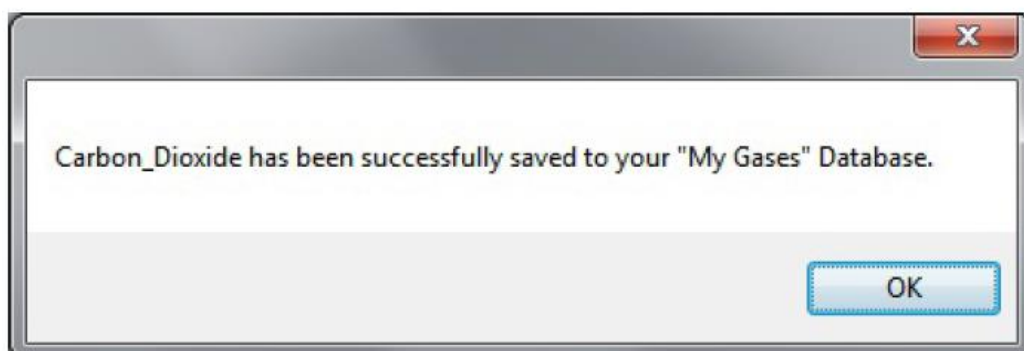 Carbon_Dioxide has been successfully saved to your "My Gases" Database.
OK